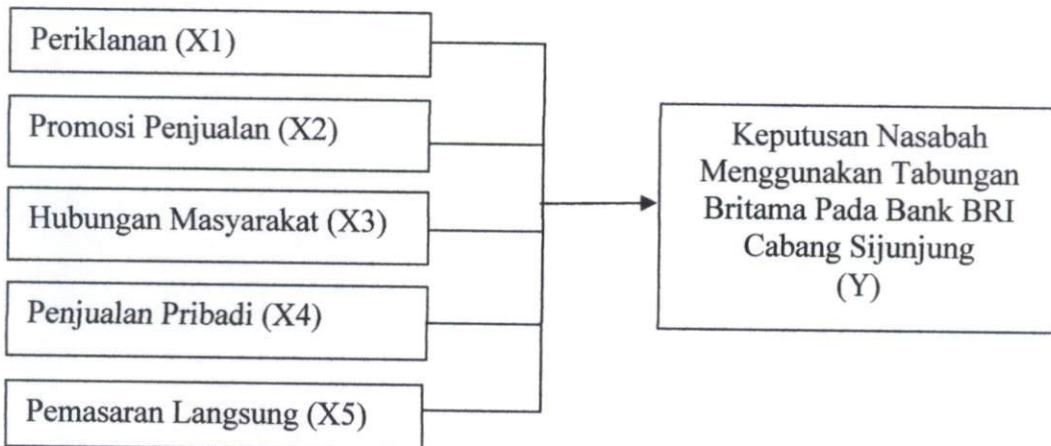 Periklanan (X1)
Promosi Penjualan (X2)
Hubungan Masyarakat (X3)
Penjualan Pribadi (X4)
Pemasaran Langsung (X5)
Keputusan Nasabah
Menggunakan Tabungan
Britama Pada Bank BRI
Cabang Sijunjung
(Y)